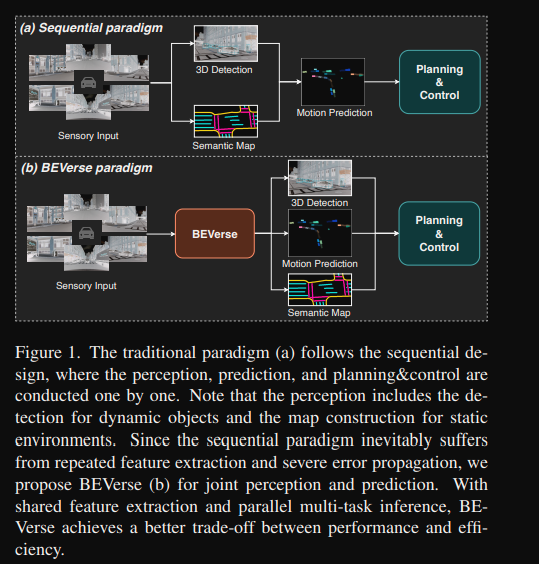 (a) Sequential paradigm
3D Detection
Sensory Input
Semantic Map
Motion Prediction
Planning
&
Control
(b) BEVerse paradigm
Sensory Input
BEVerse
3D Detection
Motion Prediction
Semantic Map
Planning
&
Control
Figure 1. The traditional paradigm (a) follows the sequential de-
sign, where the perception, prediction, and planning&control are
conducted one by one. Note that the perception includes the de-
tection for dynamic objects and the map construction for static
environments. Since the sequential paradigm inevitably suffers
from repeated feature extraction and severe error propagation, we
propose BEVerse (b) for joint perception and prediction. With
shared feature extraction and parallel multi-task inference, BE-
Verse achieves a better trade-off between performance and effi-
ciency.